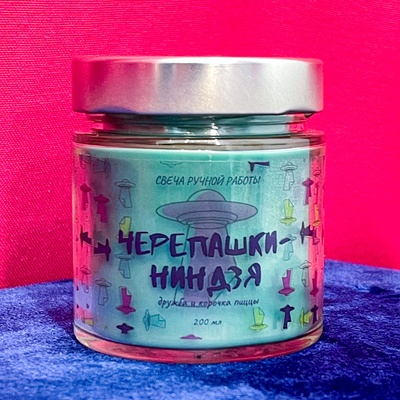 СВЕЧА РУЧНОЙ РАБОТЫ
ЧЕРЕПАШКИ-
НИНДЗЯ
дружба и корочка пиццы
200 мл